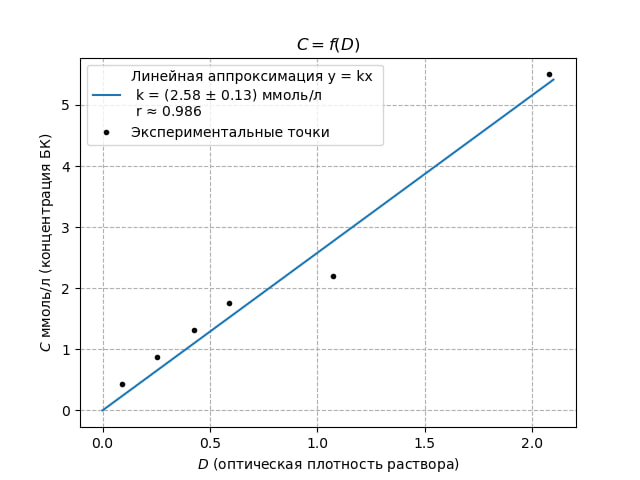 C = f(D)
Линейная аппроксимация y = kx
k = (2.58 ± 0.13) ммоль/л
r ≈ 0.986
Экспериментальные точки
C ммоль/л (концентрация БК)
5
4
3
2
1
0
0.0 0.5 1.0 1.5 2.0
D (оптическая плотность раствора)